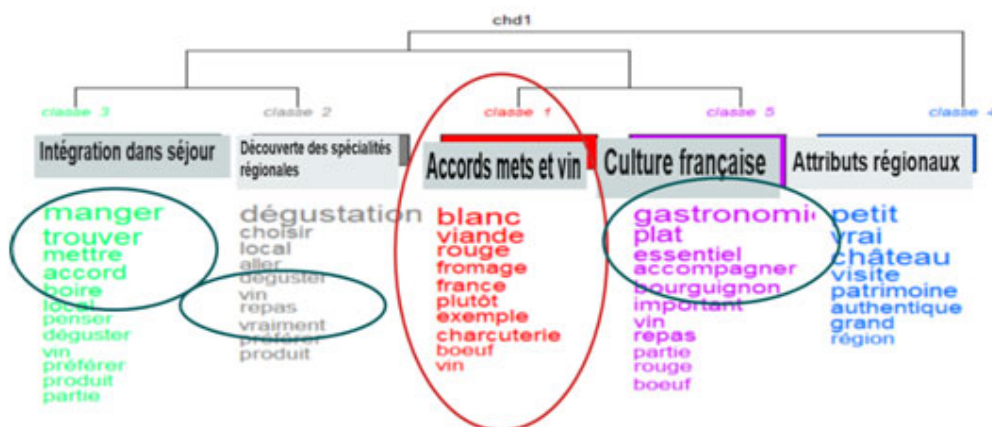 chd1
classe 3
classe 2
classe 1
classe 5
classe 4
Intégration dans séjour
Découverte des spécialités
régionales
Accords mets et vin
Culture française
Attributs régionaux
manger
trouver
mettre
accord
boire
local
penser
déguster
vin
préférer
produit
partie
dégustation
choisir
local
aller
déguster
vin
repas
vraiment
préférer
produit
blanc
viande
rouge
fromage
france
plutôt
exemple
charcuterie
boeuf
vin
gastronomi
plat
essentiel
accompagner
bourguignon
important
vin
repas
partie
rouge
boeuf
petit
vrai
château
visite
patrimoine
authentique
grand
région